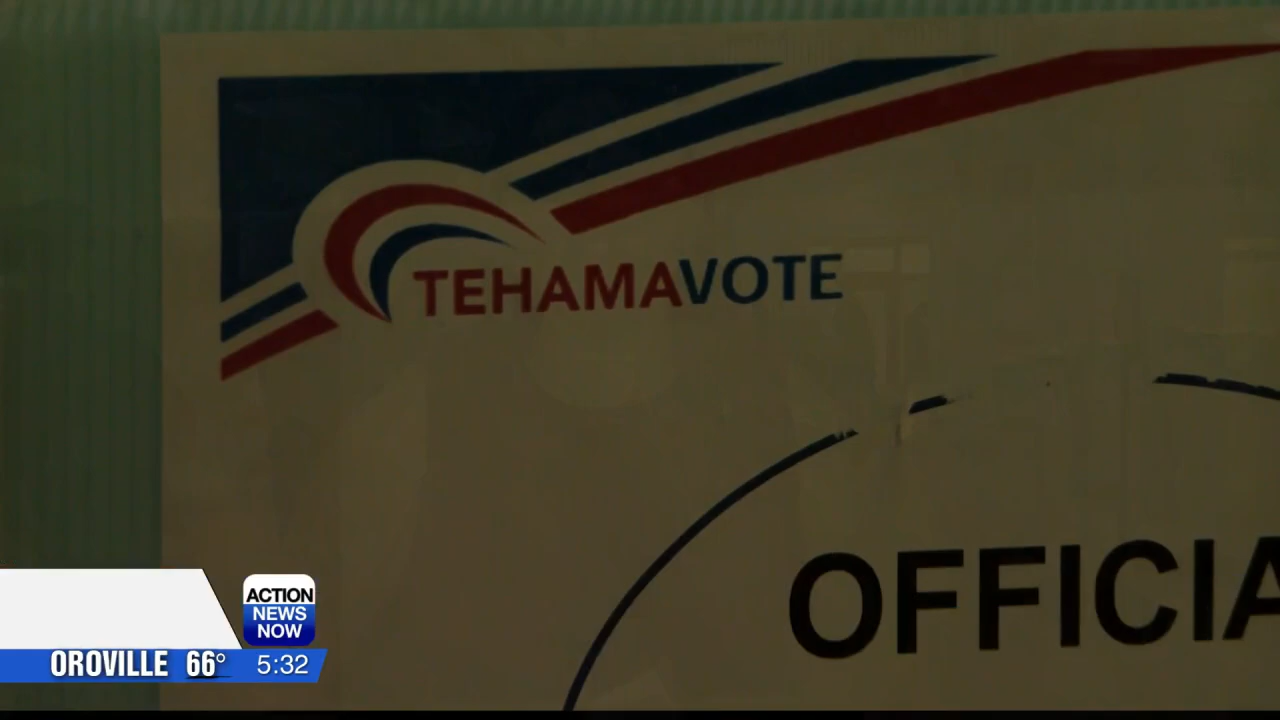 TEHAMAVOTE
OFFICIA
ACTION
NEWS
NOW
OROVILLE 66° 5:32